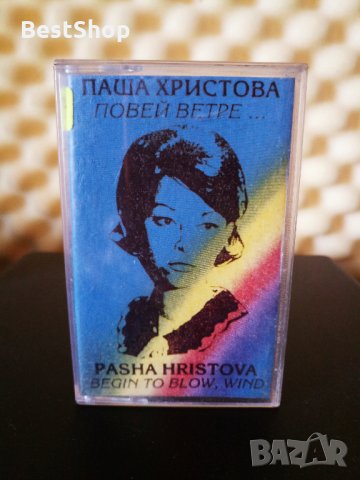 BestShop
ПАША ХРИСТОВА
ПОВЕЙ ВЕТРЕ ...
PASHA HRISTOVA
BEGIN TO BLOW, WIND
BAZAR